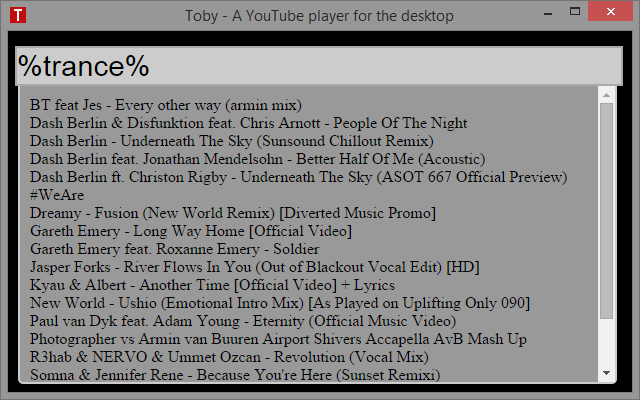 T Toby - A YouTube player for the desktop
%trance%
BT feat Jes - Every other way (armin mix)
Dash Berlin & Disfunktion feat. Chris Arnott - People Of The Night
Dash Berlin - Underneath The Sky (Sunsound Chillout Remix)
Dash Berlin feat. Jonathan Mendelsohn - Better Half Of Me (Acoustic)
Dash Berlin ft. Christon Rigby - Underneath The Sky (ASOT 667 Official Preview)
#WeAre
Dreamy - Fusion (New World Remix) [Diverted Music Promo]
Gareth Emery - Long Way Home [Official Video]
Gareth Emery feat. Roxanne Emery - Soldier
Jasper Forks - River Flows In You (Out of Blackout Vocal Edit) [HD]
Kyau & Albert - Another Time [Official Video] + Lyrics
New World - Ushio (Emotional Intro Mix) [As Played on Uplifting Only 090]
Paul van Dyk feat. Adam Young - Eternity (Official Music Video)
Photographer vs Armin van Buuren Airport Shivers Accapella AvB Mash Up
R3hab & NERVO & Ummet Ozcan - Revolution (Vocal Mix)
Somna & Jennifer Rene - Because You're Here (Sunset Remixi)